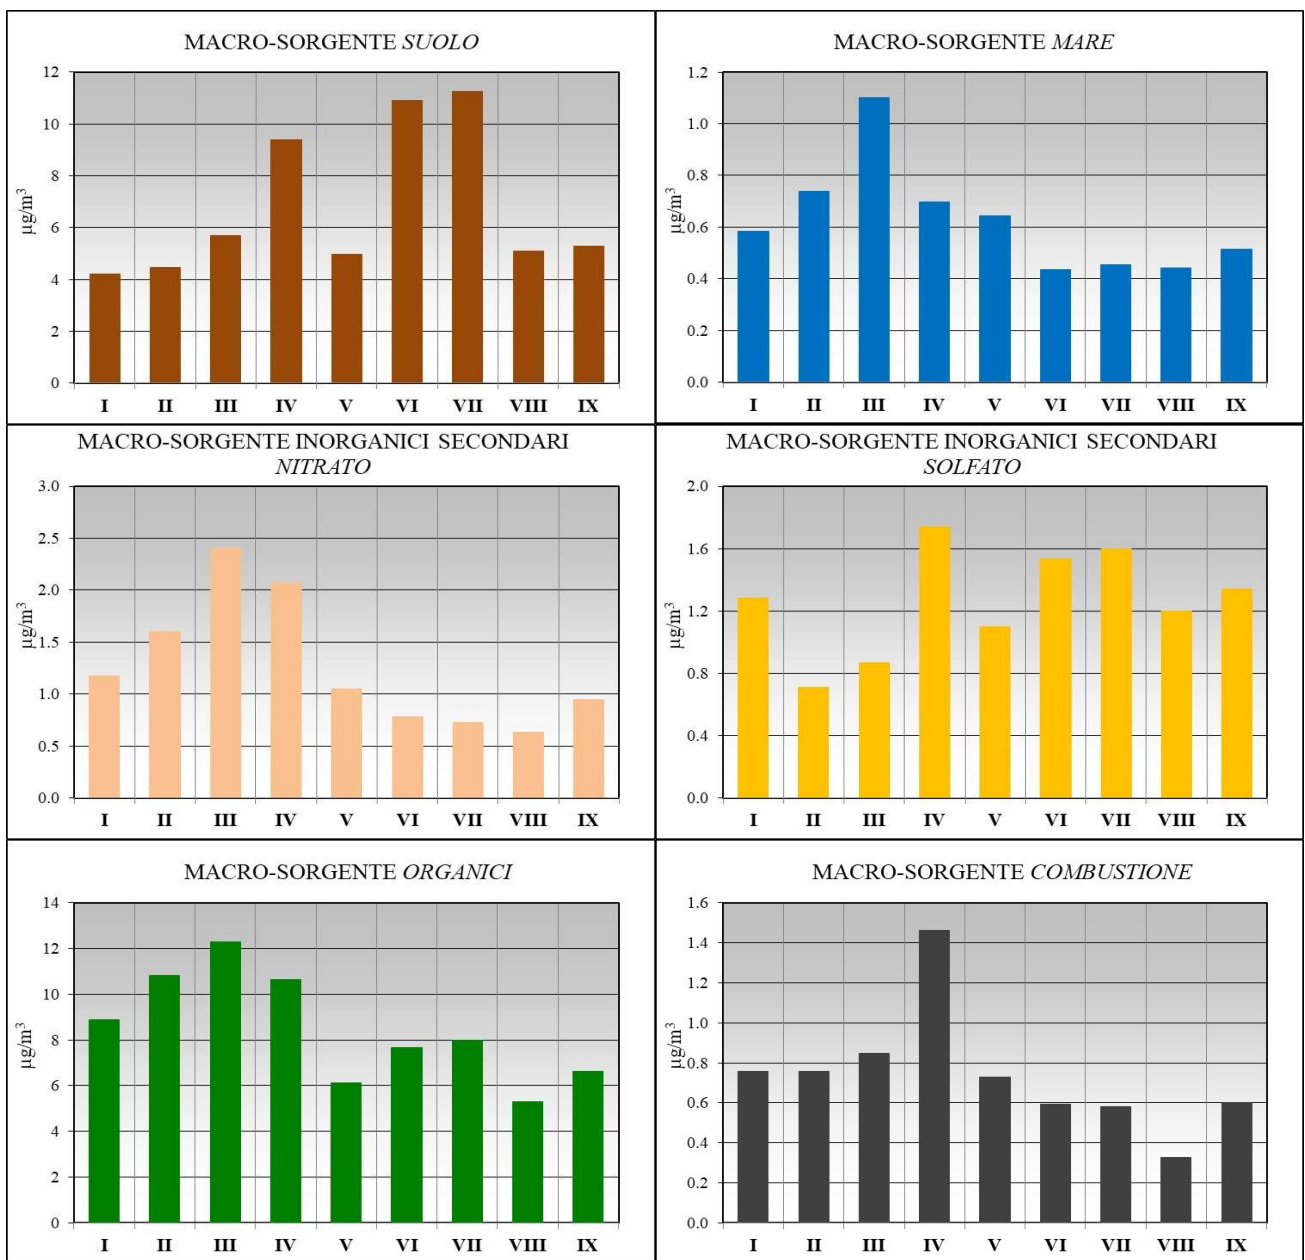 MACRO-SORGENTE SUOLO
µg/m³
12
10
8
6
4
2
0
I II III IV V VI VII VIII IX
MACRO-SORGENTE MARE
µg/m³
1.2
1.0
0.8
0.6
0.4
0.2
0.0
I II III IV V VI VII VIII IX
MACRO-SORGENTE INORGANICI SECONDARI
NITRATO
µg/m³
3.0
2.5
2.0
1.5
1.0
0.5
0.0
I II III IV V VI VII VIII IX
MACRO-SORGENTE INORGANICI SECONDARI
SOLFATO
µg/m³
2.0
1.6
1.2
0.8
0.4
0.0
I II III IV V VI VII VIII IX
MACRO-SORGENTE ORGANICI
µg/m³
14
12
10
8
6
4
2
0
I II III IV V VI VII VIII IX
MACRO-SORGENTE COMBUSTIONE
µg/m³
1.6
1.4
1.2
1.0
0.8
0.6
0.4
0.2
0.0
I II III IV V VI VII VIII IX